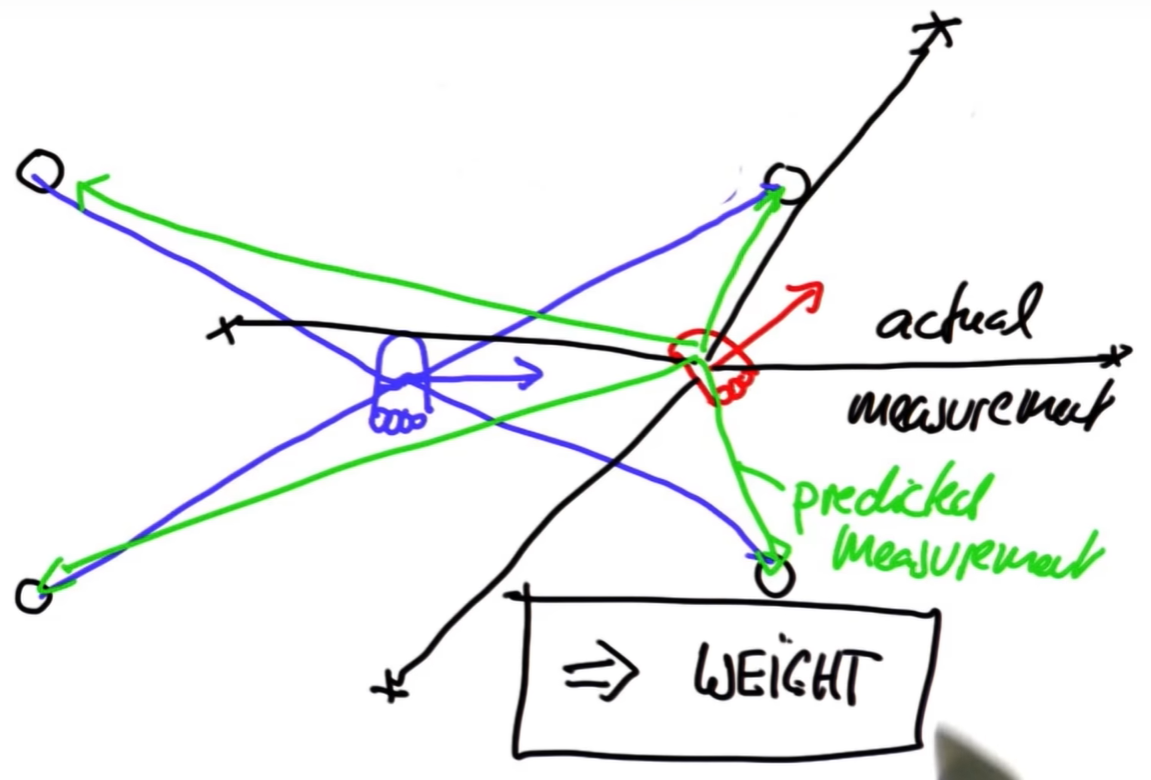 actual
measurement
predicted
measurement
⇒ WEIGHT